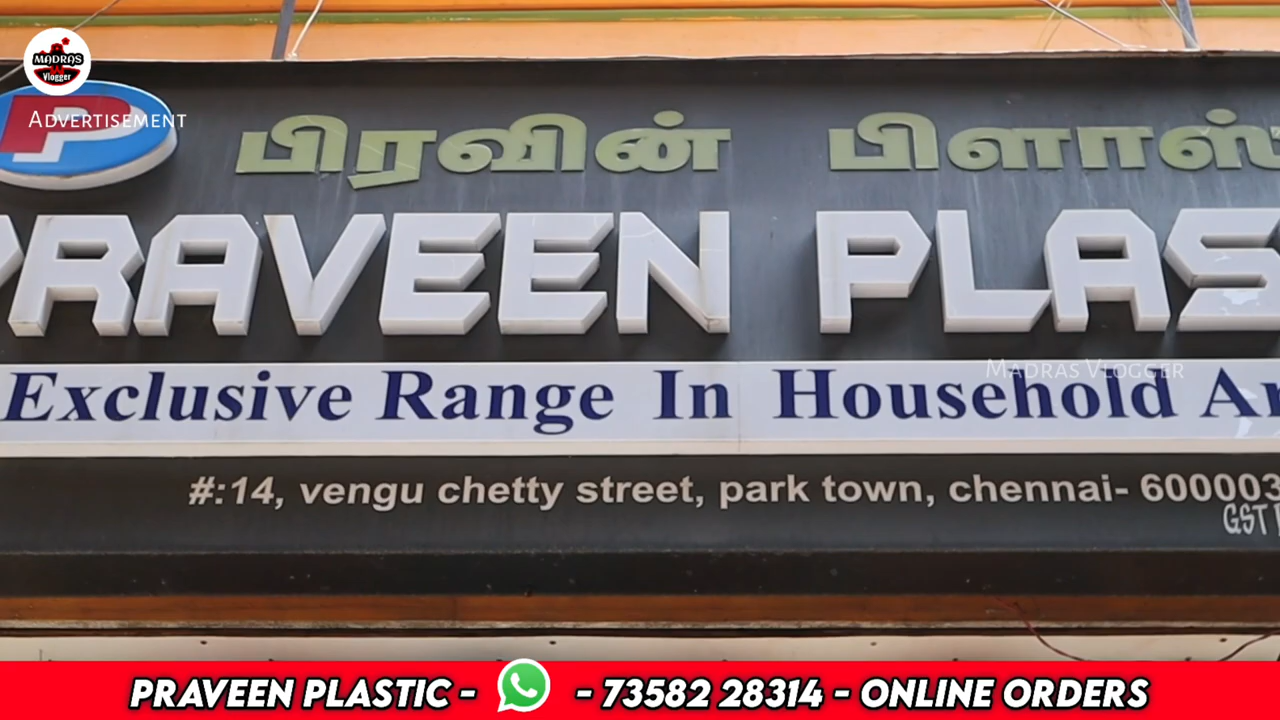 MADRAS
Vlogger
ADVERTISEMENT
பிரவின் பிளாஸ்
PRAVEEN PLAS
Exclusive Range In Household
MADRAS VLOGGER
#:14, vengu chetty street, park town, chennai- 600003
GST
PRAVEEN PLASTIC - - 73582 28314 - ONLINE ORDERS